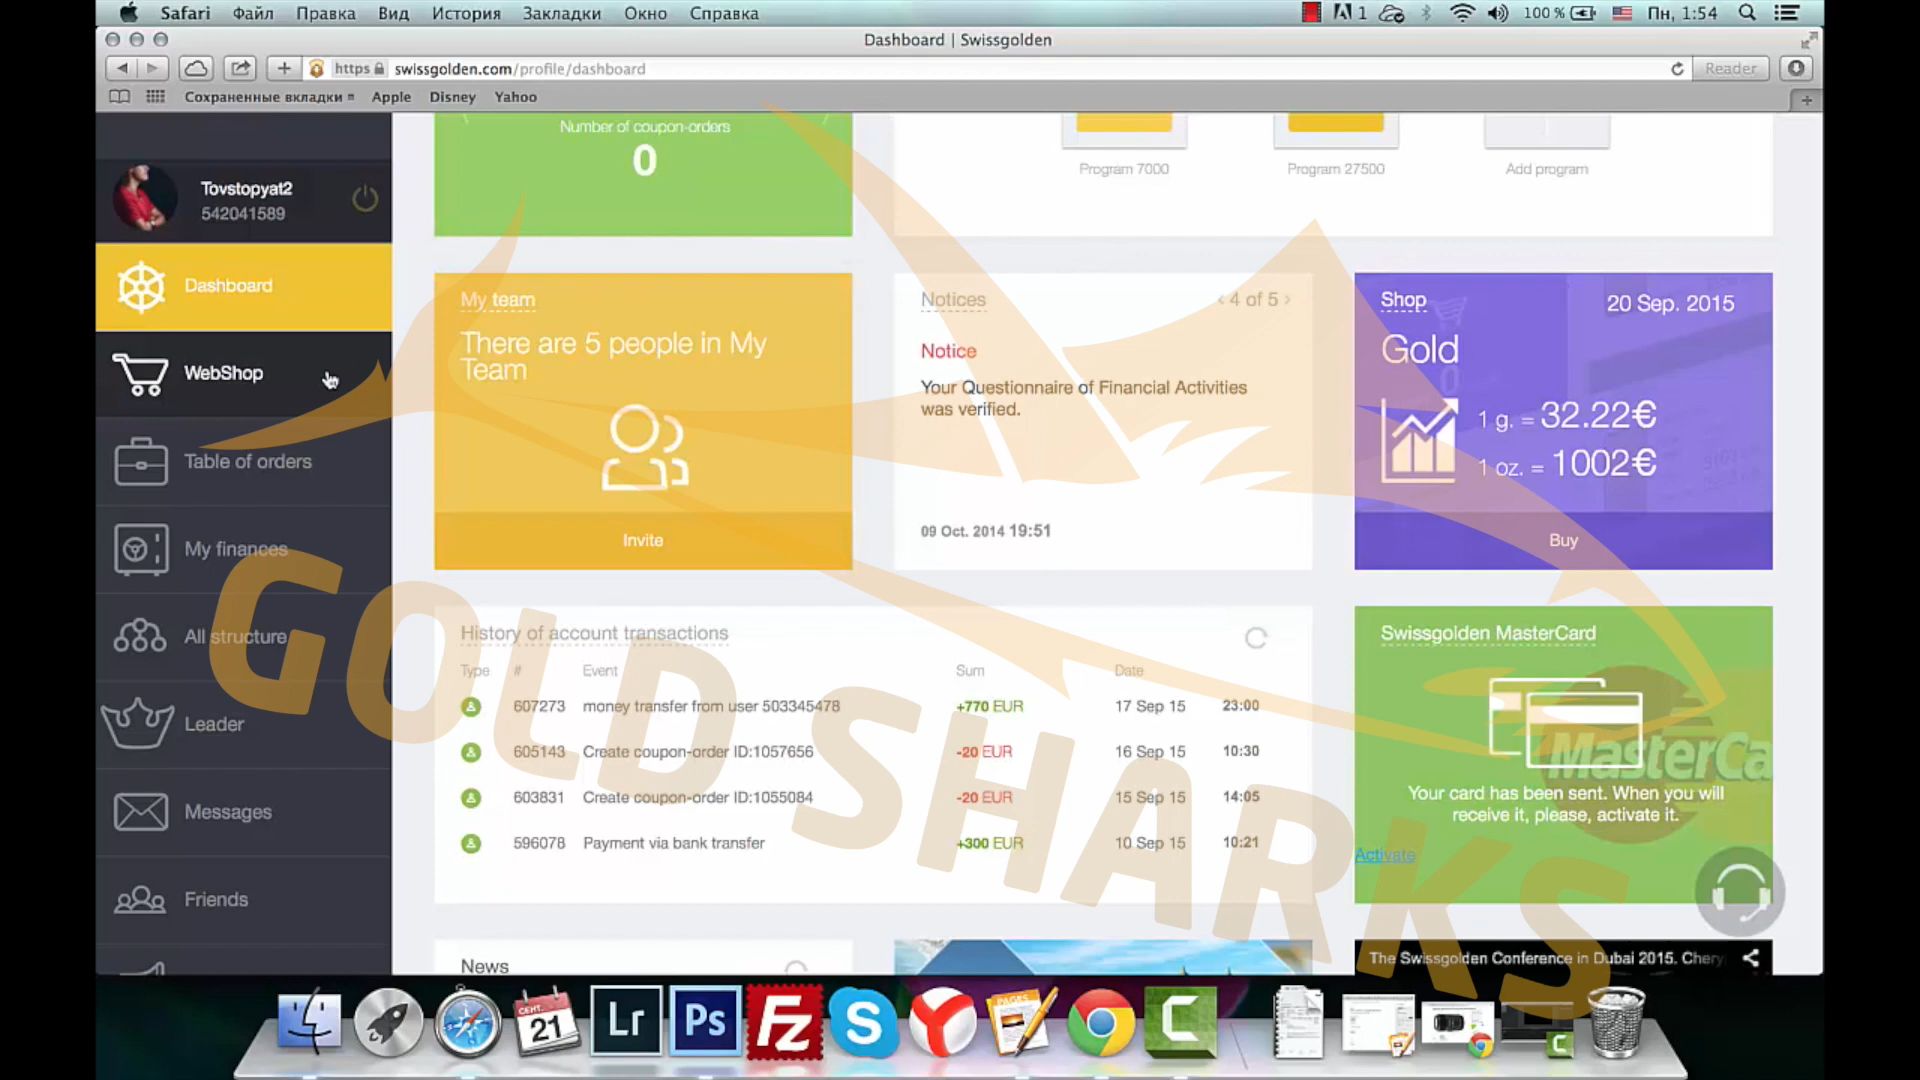 Safari Файл Правка Вид История Закладки Окно Справка
1 100 % Пн, 1:54
Dashboard | Swissgolden
https swissgolden.com/profile/dashboard
Reader
Сохраненные вкладки Apple Disney Yahoo
Number of coupon-orders
0
Program 7000 Program 27500 Add program
Tovstopyat2
542041589
Dashboard
WebShop
Table of orders
My finances
All structure
Leader
Messages
Friends
My team
There are 5 people in My
Team
Invite
Notices ‹ 4 of 5 ›
Notice
Your Questionnaire of Financial Activities
was verified.
09 Oct. 2014 19:51
Shop 20 Sep. 2015
Gold
1 g. = 32.22€
1 oz. = 1002€
Buy
History of account transactions
Type # Event Sum Date
607273 money transfer from user 503345478 +770 EUR 17 Sep 15 23:00
605143 Create coupon-order ID:1057656 -20 EUR 16 Sep 15 10:30
603831 Create coupon-order ID:1055084 -20 EUR 15 Sep 15 14:05
596078 Payment via bank transfer +300 EUR 10 Sep 15 10:21
Swissgolden MasterCard
MasterCa
Your card has been sent. When you will
receive it, please, activate it.
Activate
News
The Swissgolden Conference in Dubai 2015. Chery
GOLD SHARKS
СЕНТ.
21
Lr
Ps
Fz
S
PAGES
C